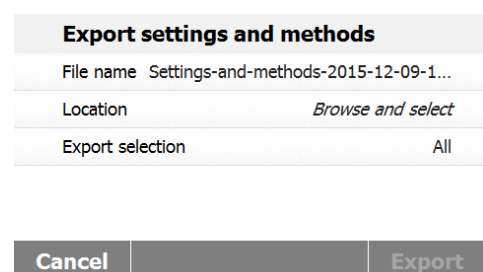 Export settings and methods
File name Settings-and-methods-2015-12-09-1...
Location Browse and select
Export selection All
Cancel Export